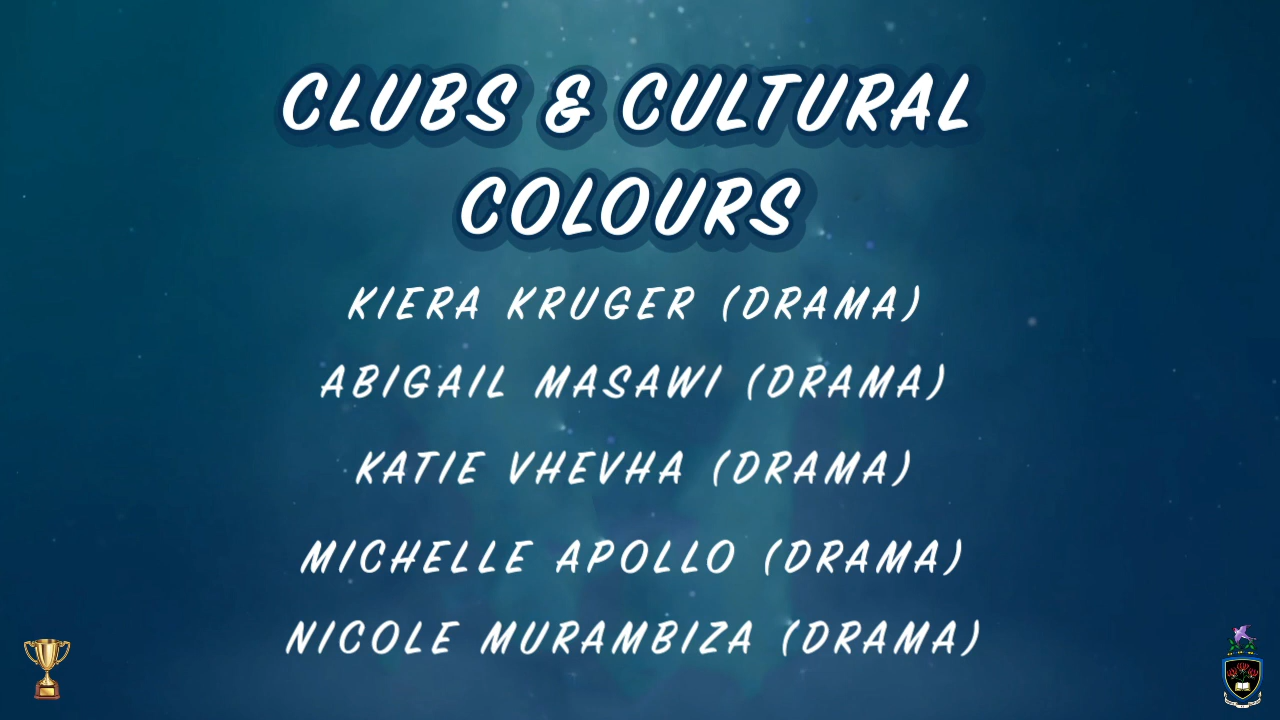 CLUBS & CULTURAL
COLOURS
KIERA KRUGER (DRAMA)
ABIGAIL MASAWI (DRAMA)
KATIE VHEVHA (DRAMA)
MICHELLE APOLLO (DRAMA)
NICOLE MURAMBIZA (DRAMA)